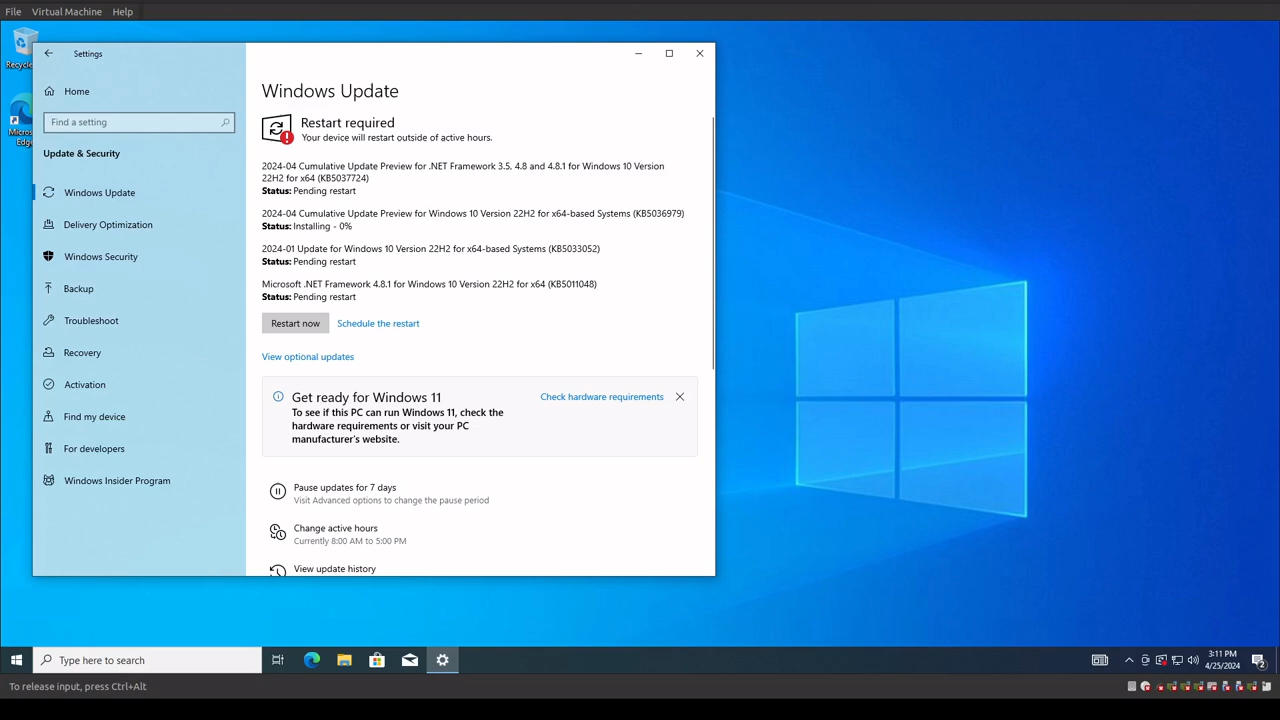 File Virtual Machine Help
Recycle
Micros
Edge
Settings
Home
Find a setting
Update & Security
Windows Update
Delivery Optimization
Windows Security
Backup
Troubleshoot
Recovery
Activation
Find my device
For developers
Windows Insider Program
Windows Update
Restart required
Your device will restart outside of active hours.
2024-04 Cumulative Update Preview for .NET Framework 3.5, 4.8 and 4.8.1 for Windows 10 Version
22H2 for x64 (KB5037724)
Status: Pending restart
2024-04 Cumulative Update Preview for Windows 10 Version 22H2 for x64-based Systems (KB5036979)
Status: Installing - 0%
2024-01 Update for Windows 10 Version 22H2 for x64-based Systems (KB5033052)
Status: Pending restart
Microsoft .NET Framework 4.8.1 for Windows 10 Version 22H2 for x64 (KB5011048)
Status: Pending restart
Restart now Schedule the restart
View optional updates
Get ready for Windows 11 Check hardware requirements
To see if this PC can run Windows 11, check the
hardware requirements or visit your PC
manufacturer's website.
Pause updates for 7 days
Visit Advanced options to change the pause period
Change active hours
Currently 8:00 AM to 5:00 PM
View update history
Type here to search
3:11 PM
4/25/2024
2
To release input, press Ctrl+Alt